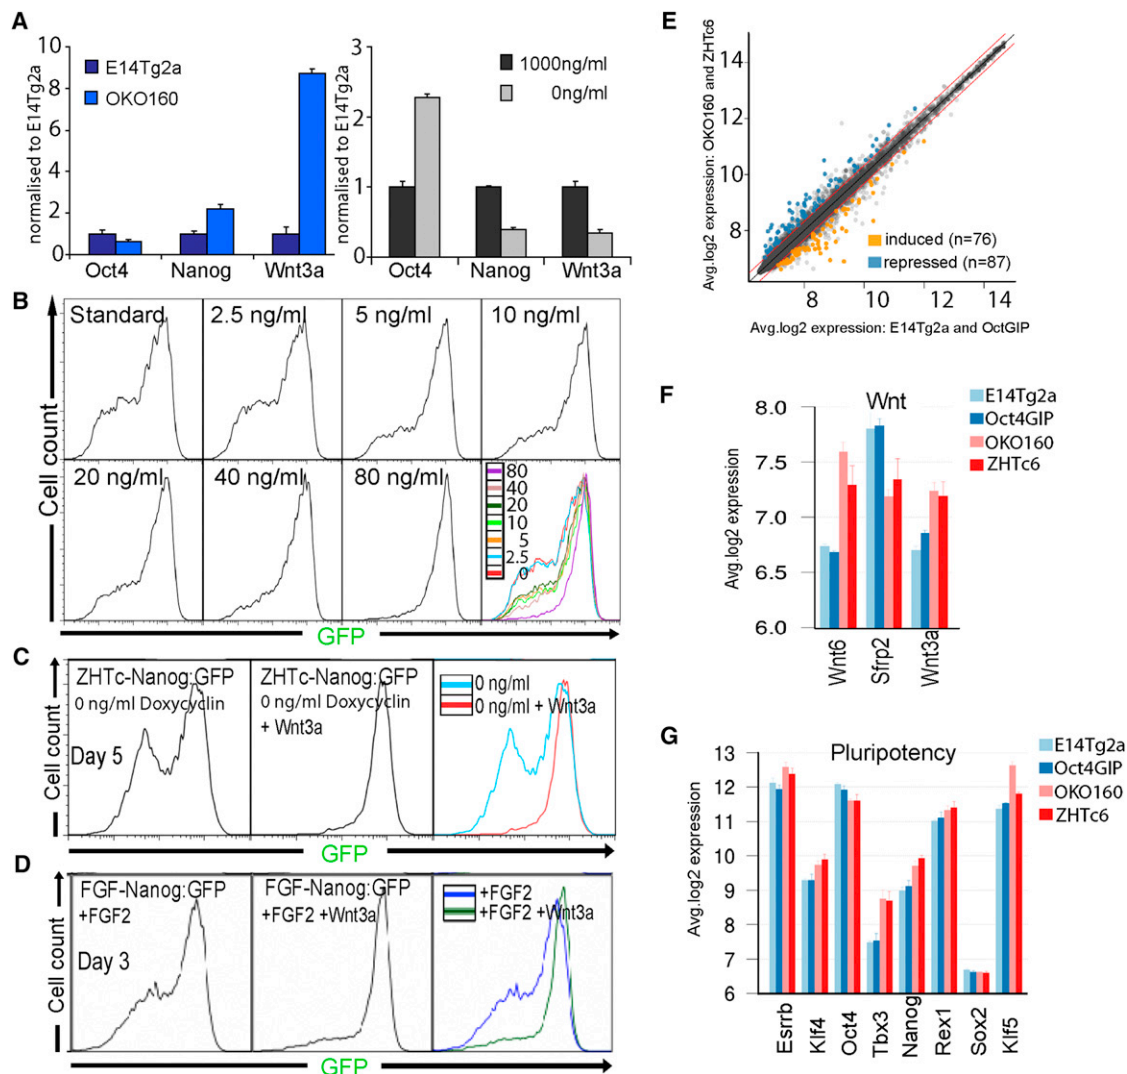 A
normalised to E14Tg2a
10
8
6
4
2
0
E14Tg2a
OKO160
Oct4 Nanog Wnt3a
normalised to E14Tg2a
3
2
1
0
1000ng/ml
0ng/ml
Oct4 Nanog Wnt3a
B
Cell count
Standard
2.5 ng/ml
5 ng/ml
10 ng/ml
20 ng/ml
40 ng/ml
80 ng/ml
80
40
20
10
5
2.5
0
GFP
C
Cell count
ZHTc-Nanog:GFP
0 ng/ml Doxycyclin
Day 5
ZHTc-Nanog:GFP
0 ng/ml Doxycyclin
+ Wnt3a
0 ng/ml
0 ng/ml + Wnt3a
GFP
D
Cell count
FGF-Nanog:GFP
+FGF2
Day 3
FGF-Nanog:GFP
+FGF2 +Wnt3a
+FGF2
+FGF2 +Wnt3a
GFP
E
Avg.log2 expression: OKO160 and ZHTc6
14
12
10
8
induced (n=76)
repressed (n=87)
8 10 12 14
Avg.log2 expression: E14Tg2a and OctGIP
F
Wnt
Avg.log2 expression
8.0
7.5
7.0
6.5
6.0
E14Tg2a
Oct4GIP
OKO160
ZHTc6
Wnt6
Sfrp2
Wnt3a
G
Pluripotency
Avg.log2 expression
13
12
11
10
9
8
7
6
E14Tg2a
Oct4GIP
OKO160
ZHTc6
Esrrb
Klf4
Oct4
Tbx3
Nanog
Rex1
Sox2
Klf5